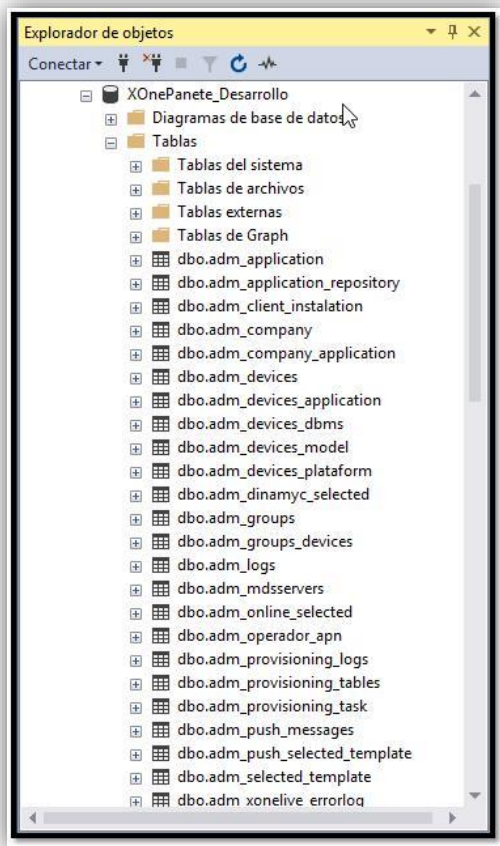 Explorador de objetos
Conectar
XOnePanete_Desarrollo
Diagramas de base de datos
Tablas
Tablas del sistema
Tablas de archivos
Tablas externas
Tablas de Graph
dbo.adm_application
dbo.adm_application_repository
dbo.adm_client_instalation
dbo.adm_company
dbo.adm_company_application
dbo.adm_devices
dbo.adm_devices_application
dbo.adm_devices_dbms
dbo.adm_devices_model
dbo.adm_devices_plataform
dbo.adm_dinamyc_selected
dbo.adm_groups
dbo.adm_groups_devices
dbo.adm_logs
dbo.adm_mdsservers
dbo.adm_online_selected
dbo.adm_operador_apn
dbo.adm_provisioning_logs
dbo.adm_provisioning_tables
dbo.adm_provisioning_task
dbo.adm_push_messages
dbo.adm_push_selected_template
dbo.adm_selected_template
dbo.adm_xonelive_errorlog